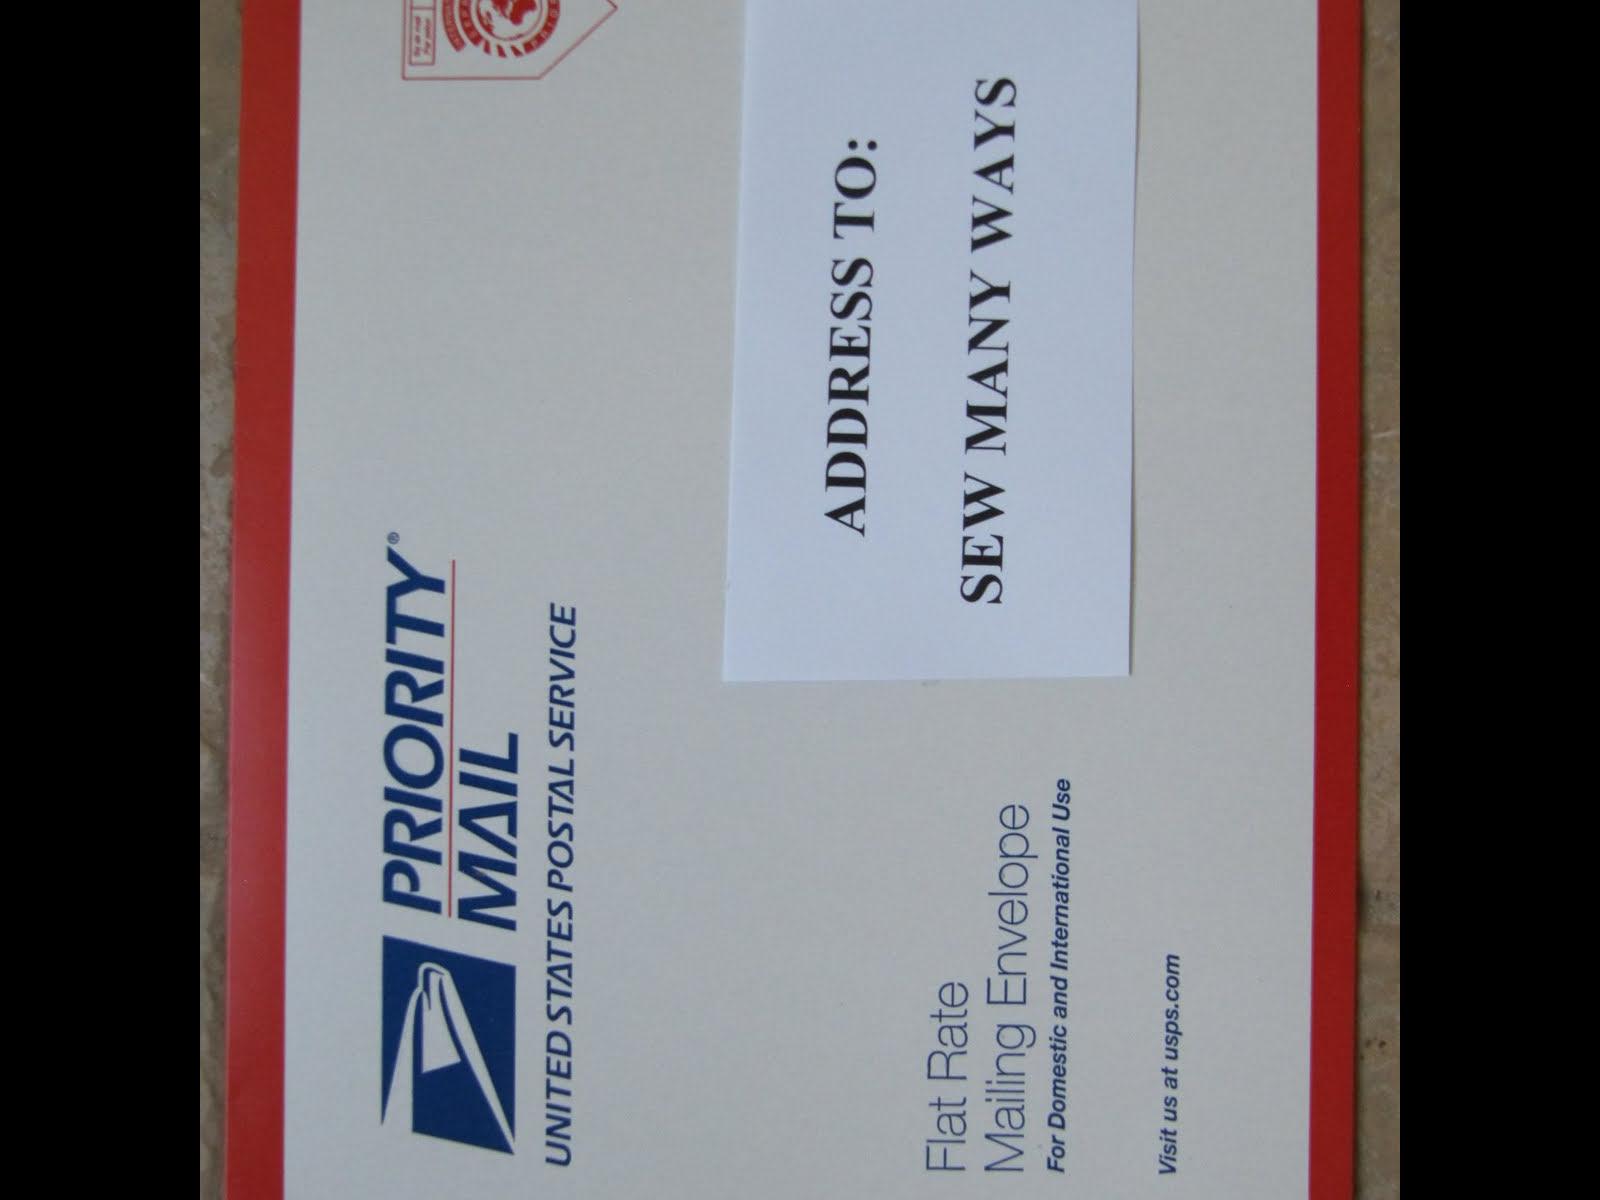 PRIORITY®
MAIL
UNITED STATES POSTAL SERVICE
ADDRESS TO:
SEW MANY WAYS
Flat Rate
Mailing Envelope
For Domestic and International Use
Visit us at usps.com